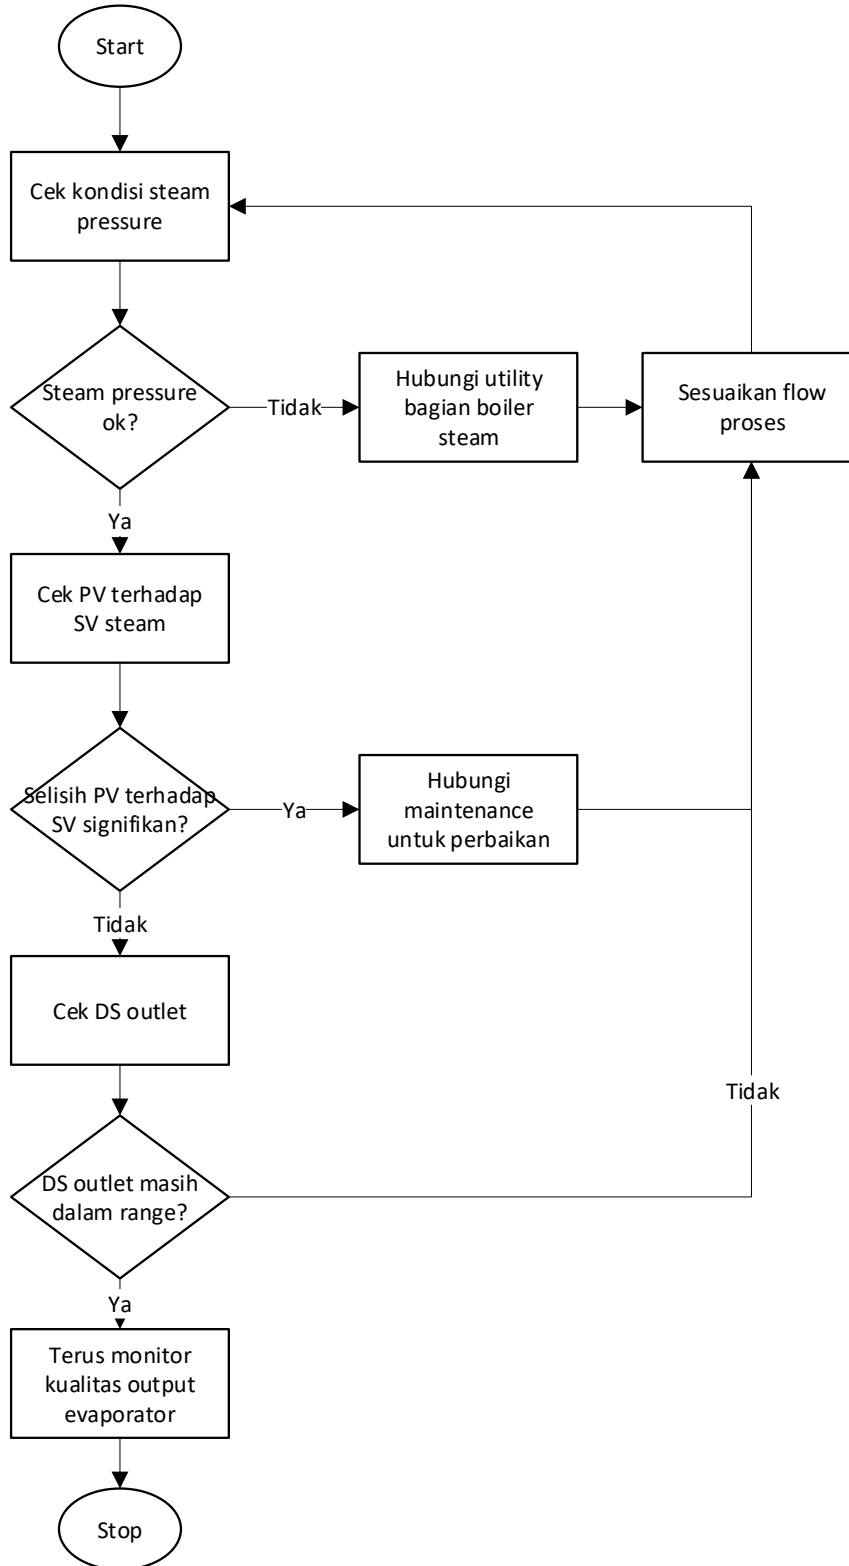 Start
Cek kondisi steam
pressure
Steam pressure
ok?
Tidak
Hubungi utility
bagian boiler
steam
Sesuaikan flow
proses
Ya
Cek PV terhadap
SV steam
Selisih PV terhadap
SV signifikan?
Ya
Hubungi
maintenance
untuk perbaikan
Tidak
Cek DS outlet
Tidak
DS outlet masih
dalam range?
Ya
Terus monitor
kualitas output
evaporator
Stop